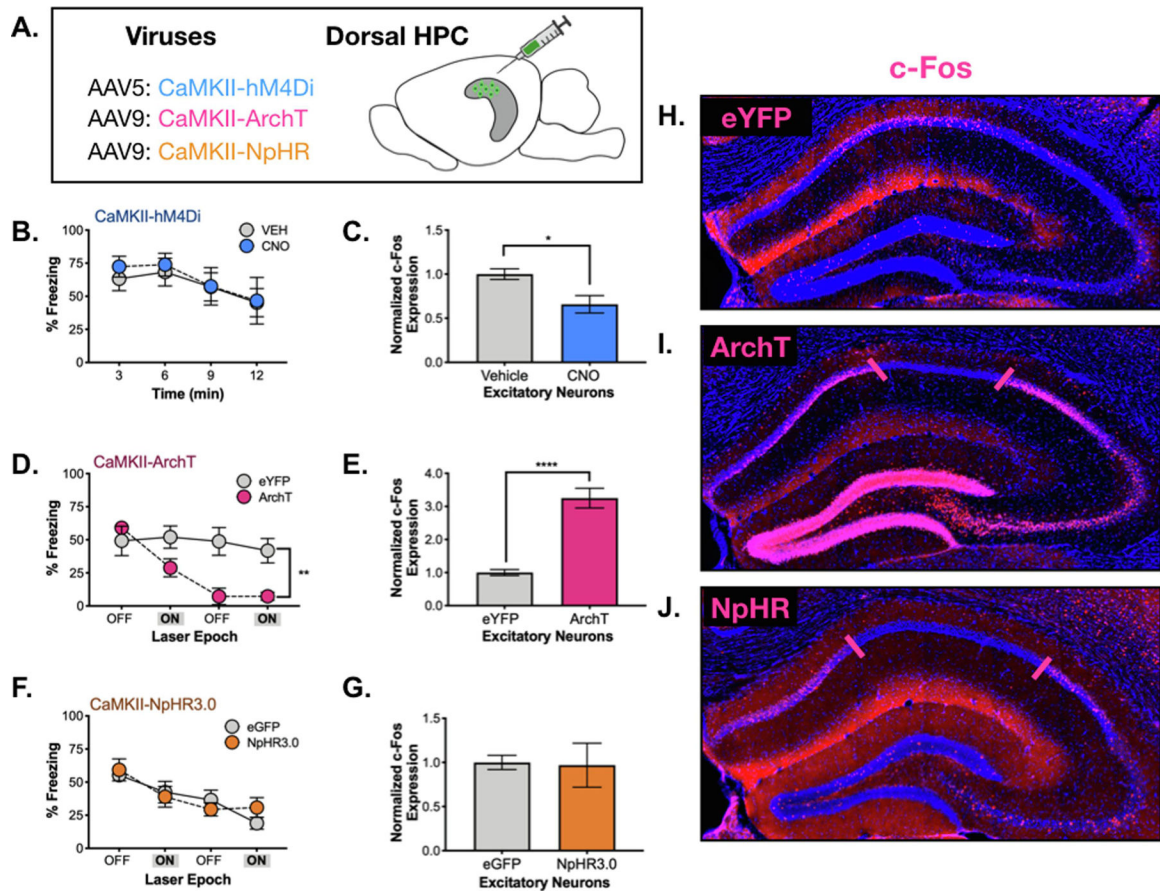 A.
Viruses
Dorsal HPC
AAV5: CaMKII-hM4Di
AAV9: CaMKII-ArchT
AAV9: CaMKII-NpHR
B.
CaMKII-hM4Di
100
75
50
25
0
% Freezing
VEH
CNO
3 6 9 12
Time (min)
C.
Normalized c-Fos
Expression
1.5
1.0
0.5
0.0
*
Vehicle CNO
Excitatory Neurons
D.
CaMKII-ArchT
100
75
50
25
0
% Freezing
eYFP
ArchT
**
OFF ON OFF ON
Laser Epoch
E.
Normalized c-Fos
Expression
4.0
3.0
2.0
1.0
0.0
****
eYFP ArchT
Excitatory Neurons
F.
CaMKII-NpHR3.0
100
75
50
25
0
% Freezing
eGFP
NpHR3.0
OFF ON OFF ON
Laser Epoch
G.
Normalized c-Fos
Expression
1.5
1.0
0.5
0.0
eGFP NpHR3.0
Excitatory Neurons
c-Fos
H.
eYFP
I.
ArchT
J.
NpHR